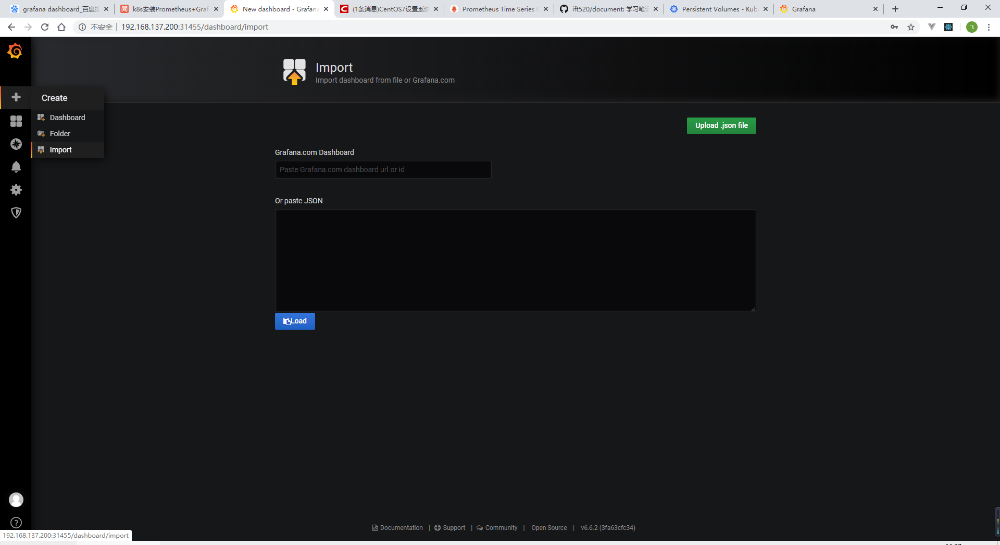 grafana dashboard_百度搜
k8s安装Prometheus+Graf
New dashboard - Grafana
(1条消息)CentOS7设置系统
Prometheus Time Series
ift520/document: 学习笔记
Persistent Volumes - Kub
Grafana
不安全
192.168.137.200:31455/dashboard/import
Import
Import dashboard from file or Grafana.com
Create
Dashboard
Folder
Import
Upload .json file
Grafana.com Dashboard
Paste Grafana.com dashboard url or id
Or paste JSON
Load
Documentation | Support | Community | Open Source | v6.6.2 (3fa63cfc34)
192.168.137.200:31455/dashboard/import